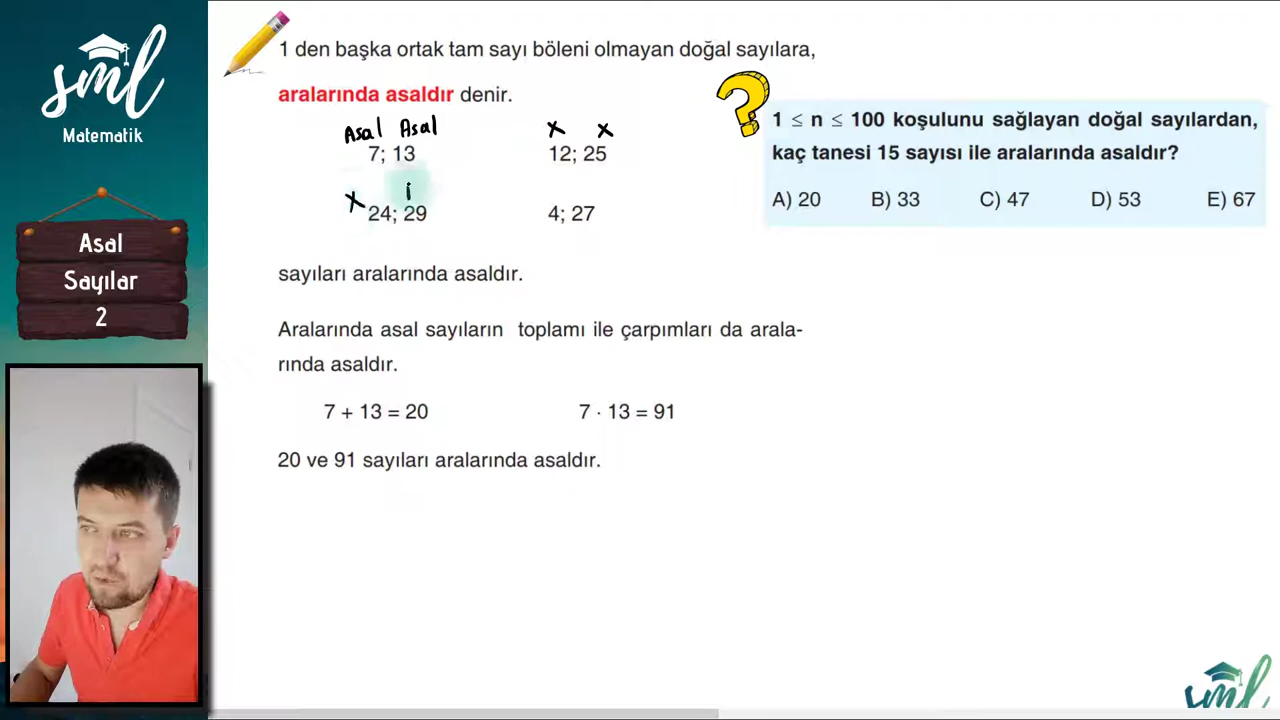 sml
Matematik
Asal
Sayılar
2
1 den başka ortak tam sayı böleni olmayan doğal sayılara,
aralarında asaldır denir.
Asal Asal
7; 13
x x
12; 25
x
24; 29
4; 27
sayıları aralarında asaldır.
Aralarında asal sayıların toplamı ile çarpımları da arala-
rında asaldır.
7 + 13 = 20 7 · 13 = 91
20 ve 91 sayıları aralarında asaldır.
?
1 ≤ n ≤ 100 koşulunu sağlayan doğal sayılardan,
kaç tanesi 15 sayısı ile aralarında asaldır?
A) 20 B) 33 C) 47 D) 53 E) 67
sml